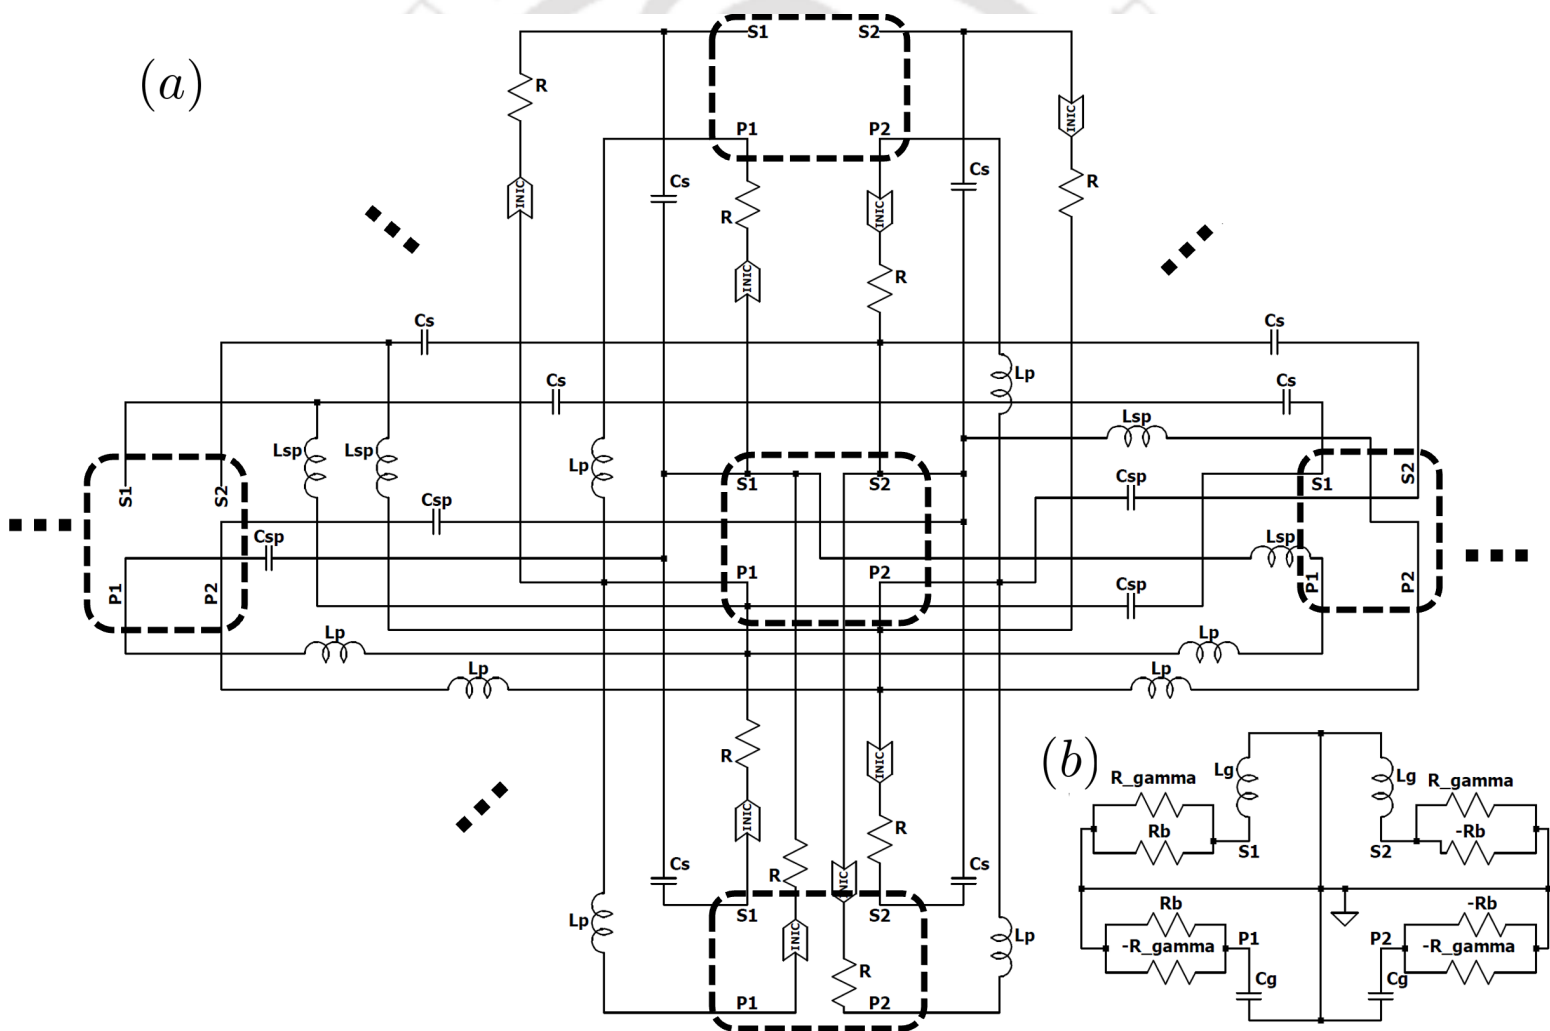 (a)
S1 S2
R
INIC
P1 P2
Cs Cs
R
INIC
R
INIC
INIC
R
Cs Cs
Lp
Cs Cs
Lsp
Lsp Lsp Lp
S1 S2 S1 S2 S1 S2
Csp Csp
Csp Lsp
P1 P2 P1 P2 P1 P2
Csp
Lp Lp
Lp Lp
R INIC
(b)
Lg Lg
R_gamma R_gamma
INIC R
Rb -Rb
S1 S2
Cs Cs
R INIC
Rb -Rb
S1 S2
Lp INIC Lp
P1 P2
-R_gamma -R_gamma
R
Cg Cg
P1 P2